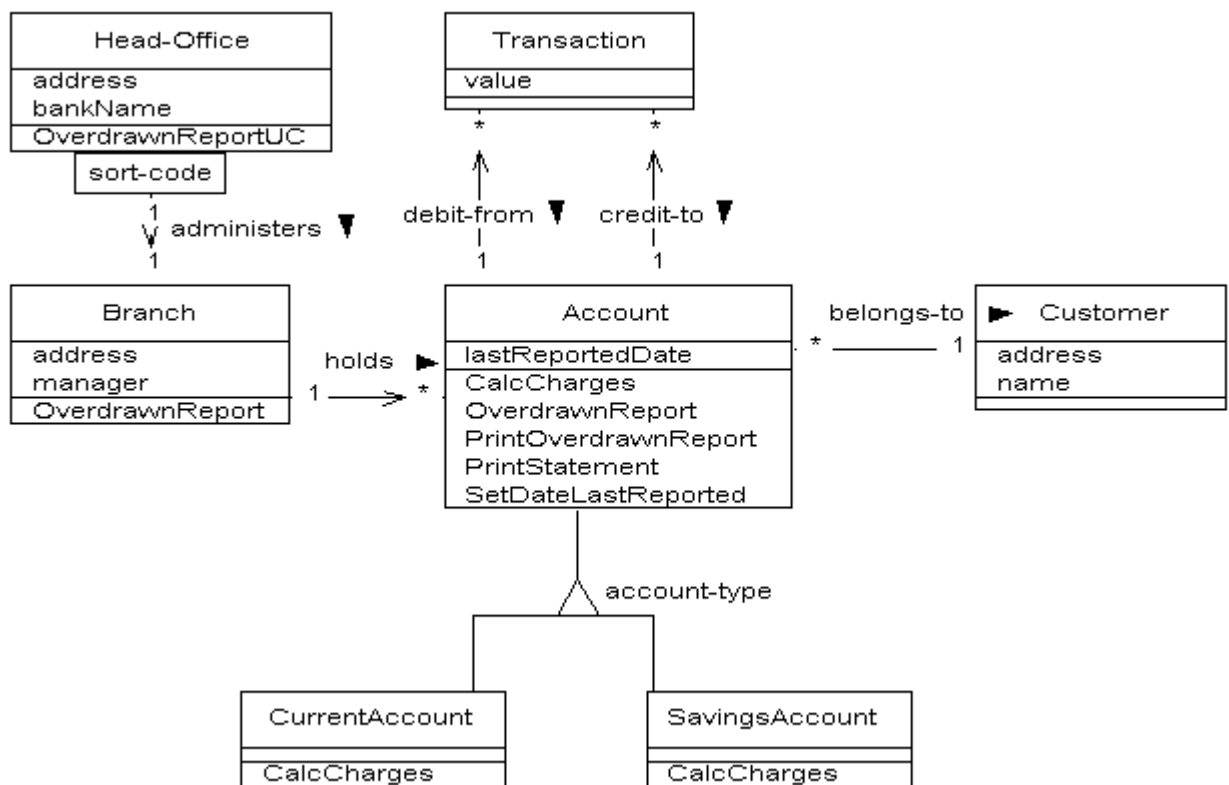 Head-Office
address
bankName
OverdrawnReportUC
sort-code
Transaction
value
* *
1
administers
1
debit-from
credit-to
1 1
Branch
address
manager
OverdrawnReport
holds
1 *
Account
lastReportedDate
CalcCharges
OverdrawnReport
PrintOverdrawnReport
PrintStatement
SetDateLastReported
belongs-to
* 1
Customer
address
name
account-type
CurrentAccount
CalcCharges
SavingsAccount
CalcCharges